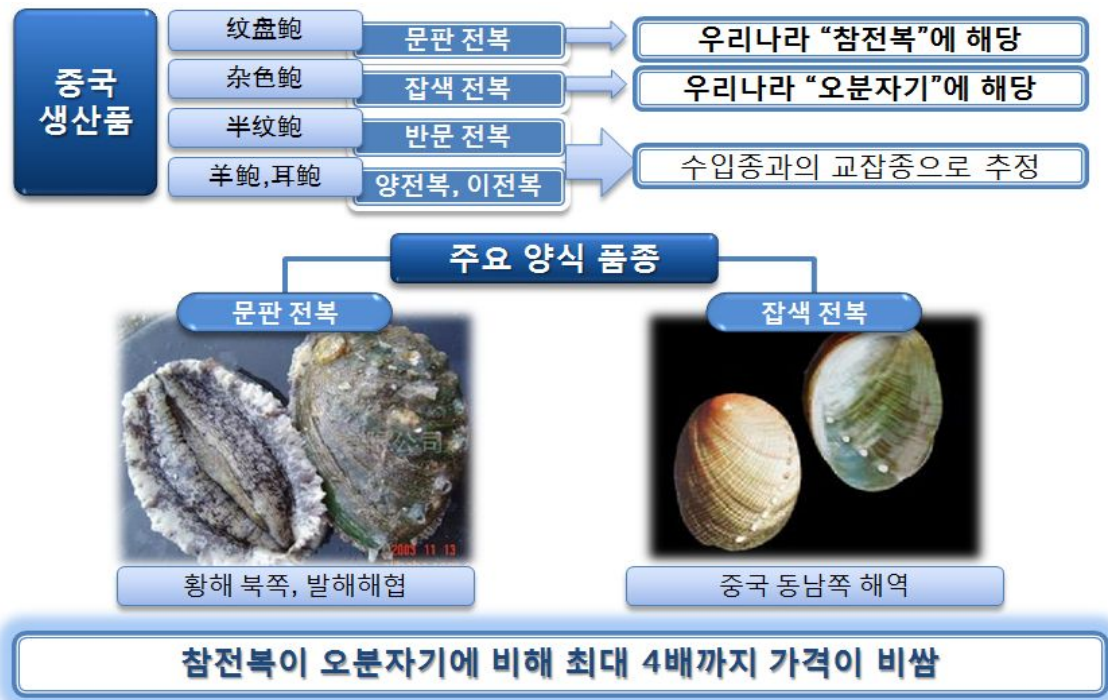 중국
생산품
纹盘鲍
문판 전복
우리나라 “참전복”에 해당
杂色鲍
잡색 전복
우리나라 “오분자기”에 해당
半纹鲍
반문 전복
羊鲍,耳鲍
양전복, 이전복
수입종과의 교잡종으로 추정
주요 양식 품종
문판 전복
잡색 전복
限公司
2003 11 13
황해 북쪽, 발해해협
중국 동남쪽 해역
참전복이 오분자기에 비해 최대 4배까지 가격이 비쌈